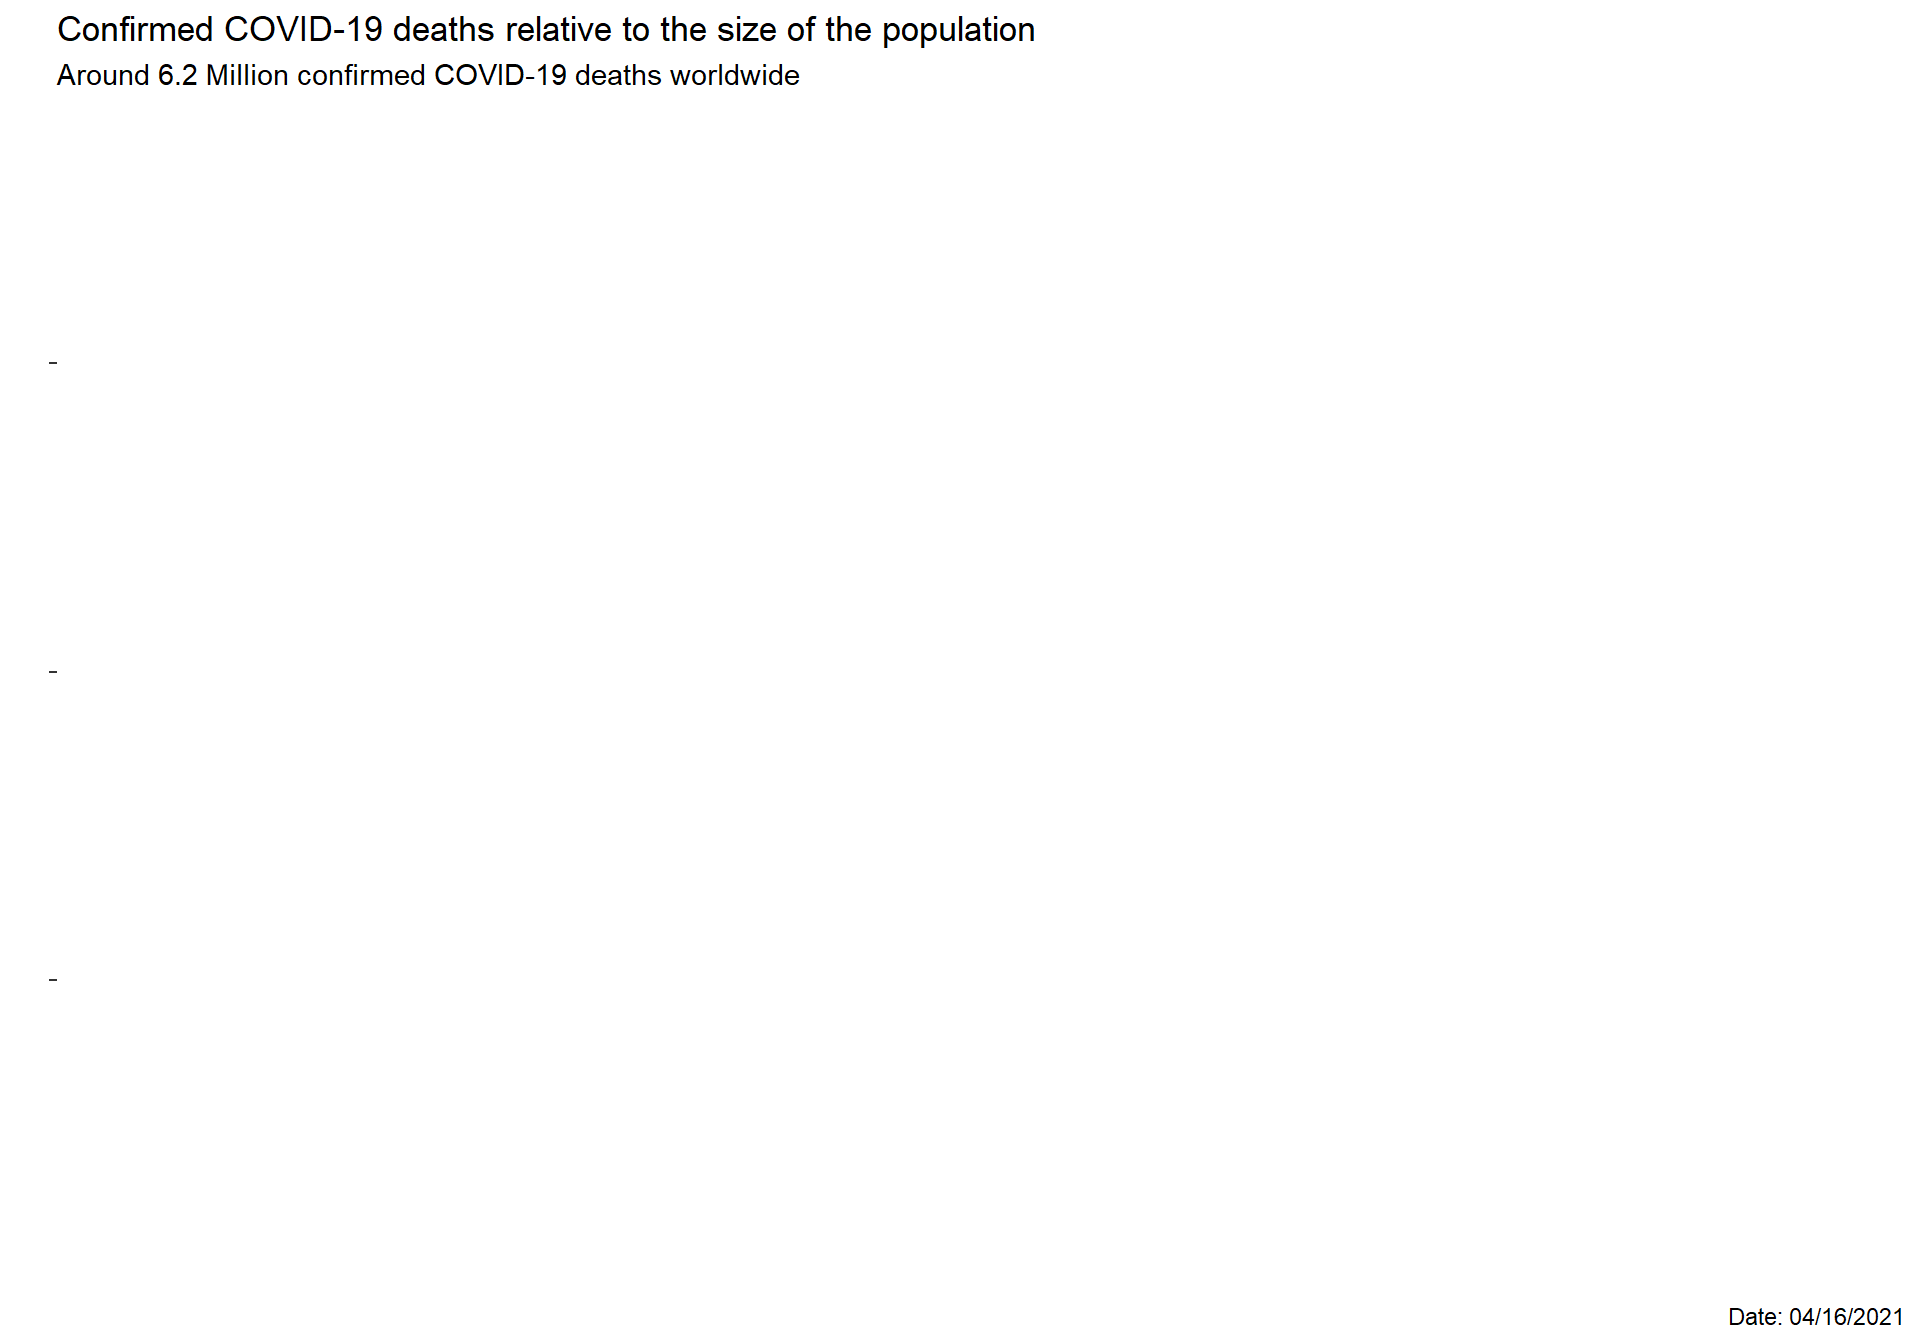 Confirmed COVID-19 deaths relative to the size of the population
Around 6.2 Million confirmed COVID-19 deaths worldwide
Date: 04/16/2021